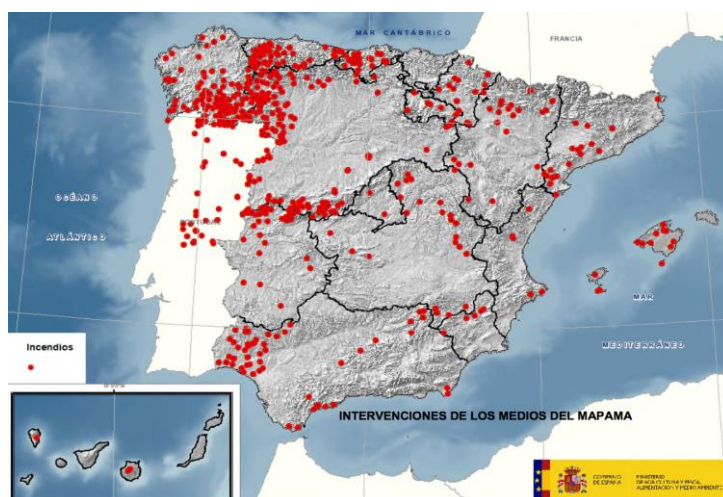 MAR CANTÁBRICO
FRANCIA
OCÉANO
ATLÁNTICO
MAR
MEDITERRÁNEO
Incendios
INTERVENCIONES DE LOS MEDIOS DEL MAPAMA
GOBIERNO
DE ESPAÑA
MINISTERIO
DE AGRICULTURA Y PESCA,
ALIMENTACIÓN Y MEDIO AMBIENTE